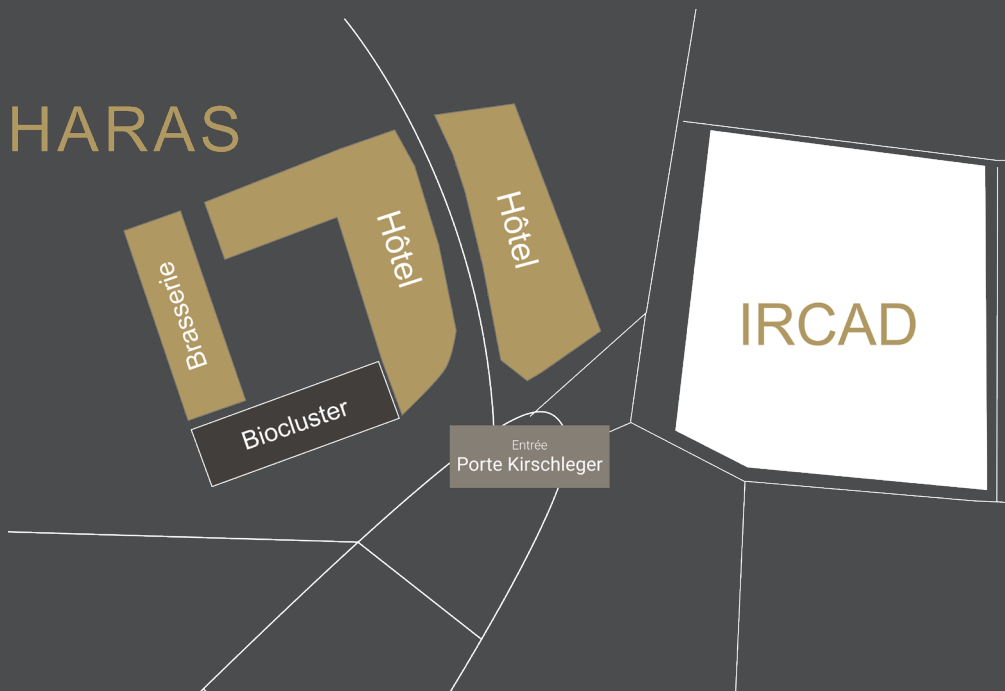 HARAS
Hôtel
Hôtel
Brasserie
IRCAD
Biocluster
Entrée
Porte Kirschleger